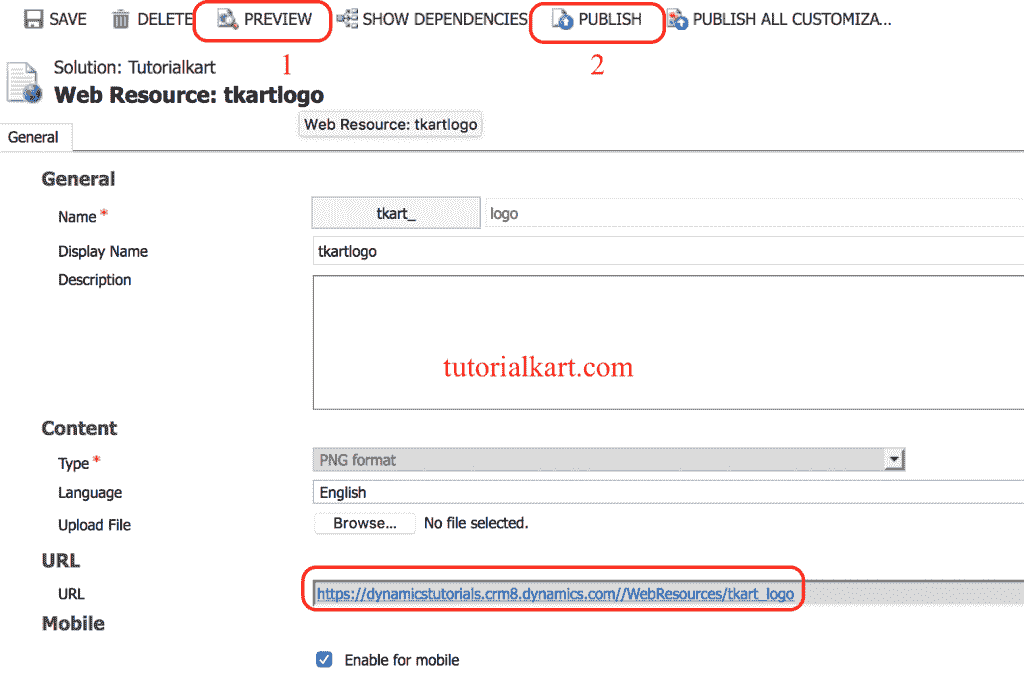 SAVE DELETE PREVIEW SHOW DEPENDENCIES PUBLISH PUBLISH ALL CUSTOMIZA...
1 2
Solution: Tutorialkart
Web Resource: tkartlogo
Web Resource: tkartlogo
General
General
Name * tkart_ logo
Display Name tkartlogo
Description
tutorialkart.com
Content
Type * PNG format
Language English
Upload File Browse... No file selected.
URL
URL https://dynamicstutorials.crm8.dynamics.com//WebResources/tkart_logo
Mobile
Enable for mobile